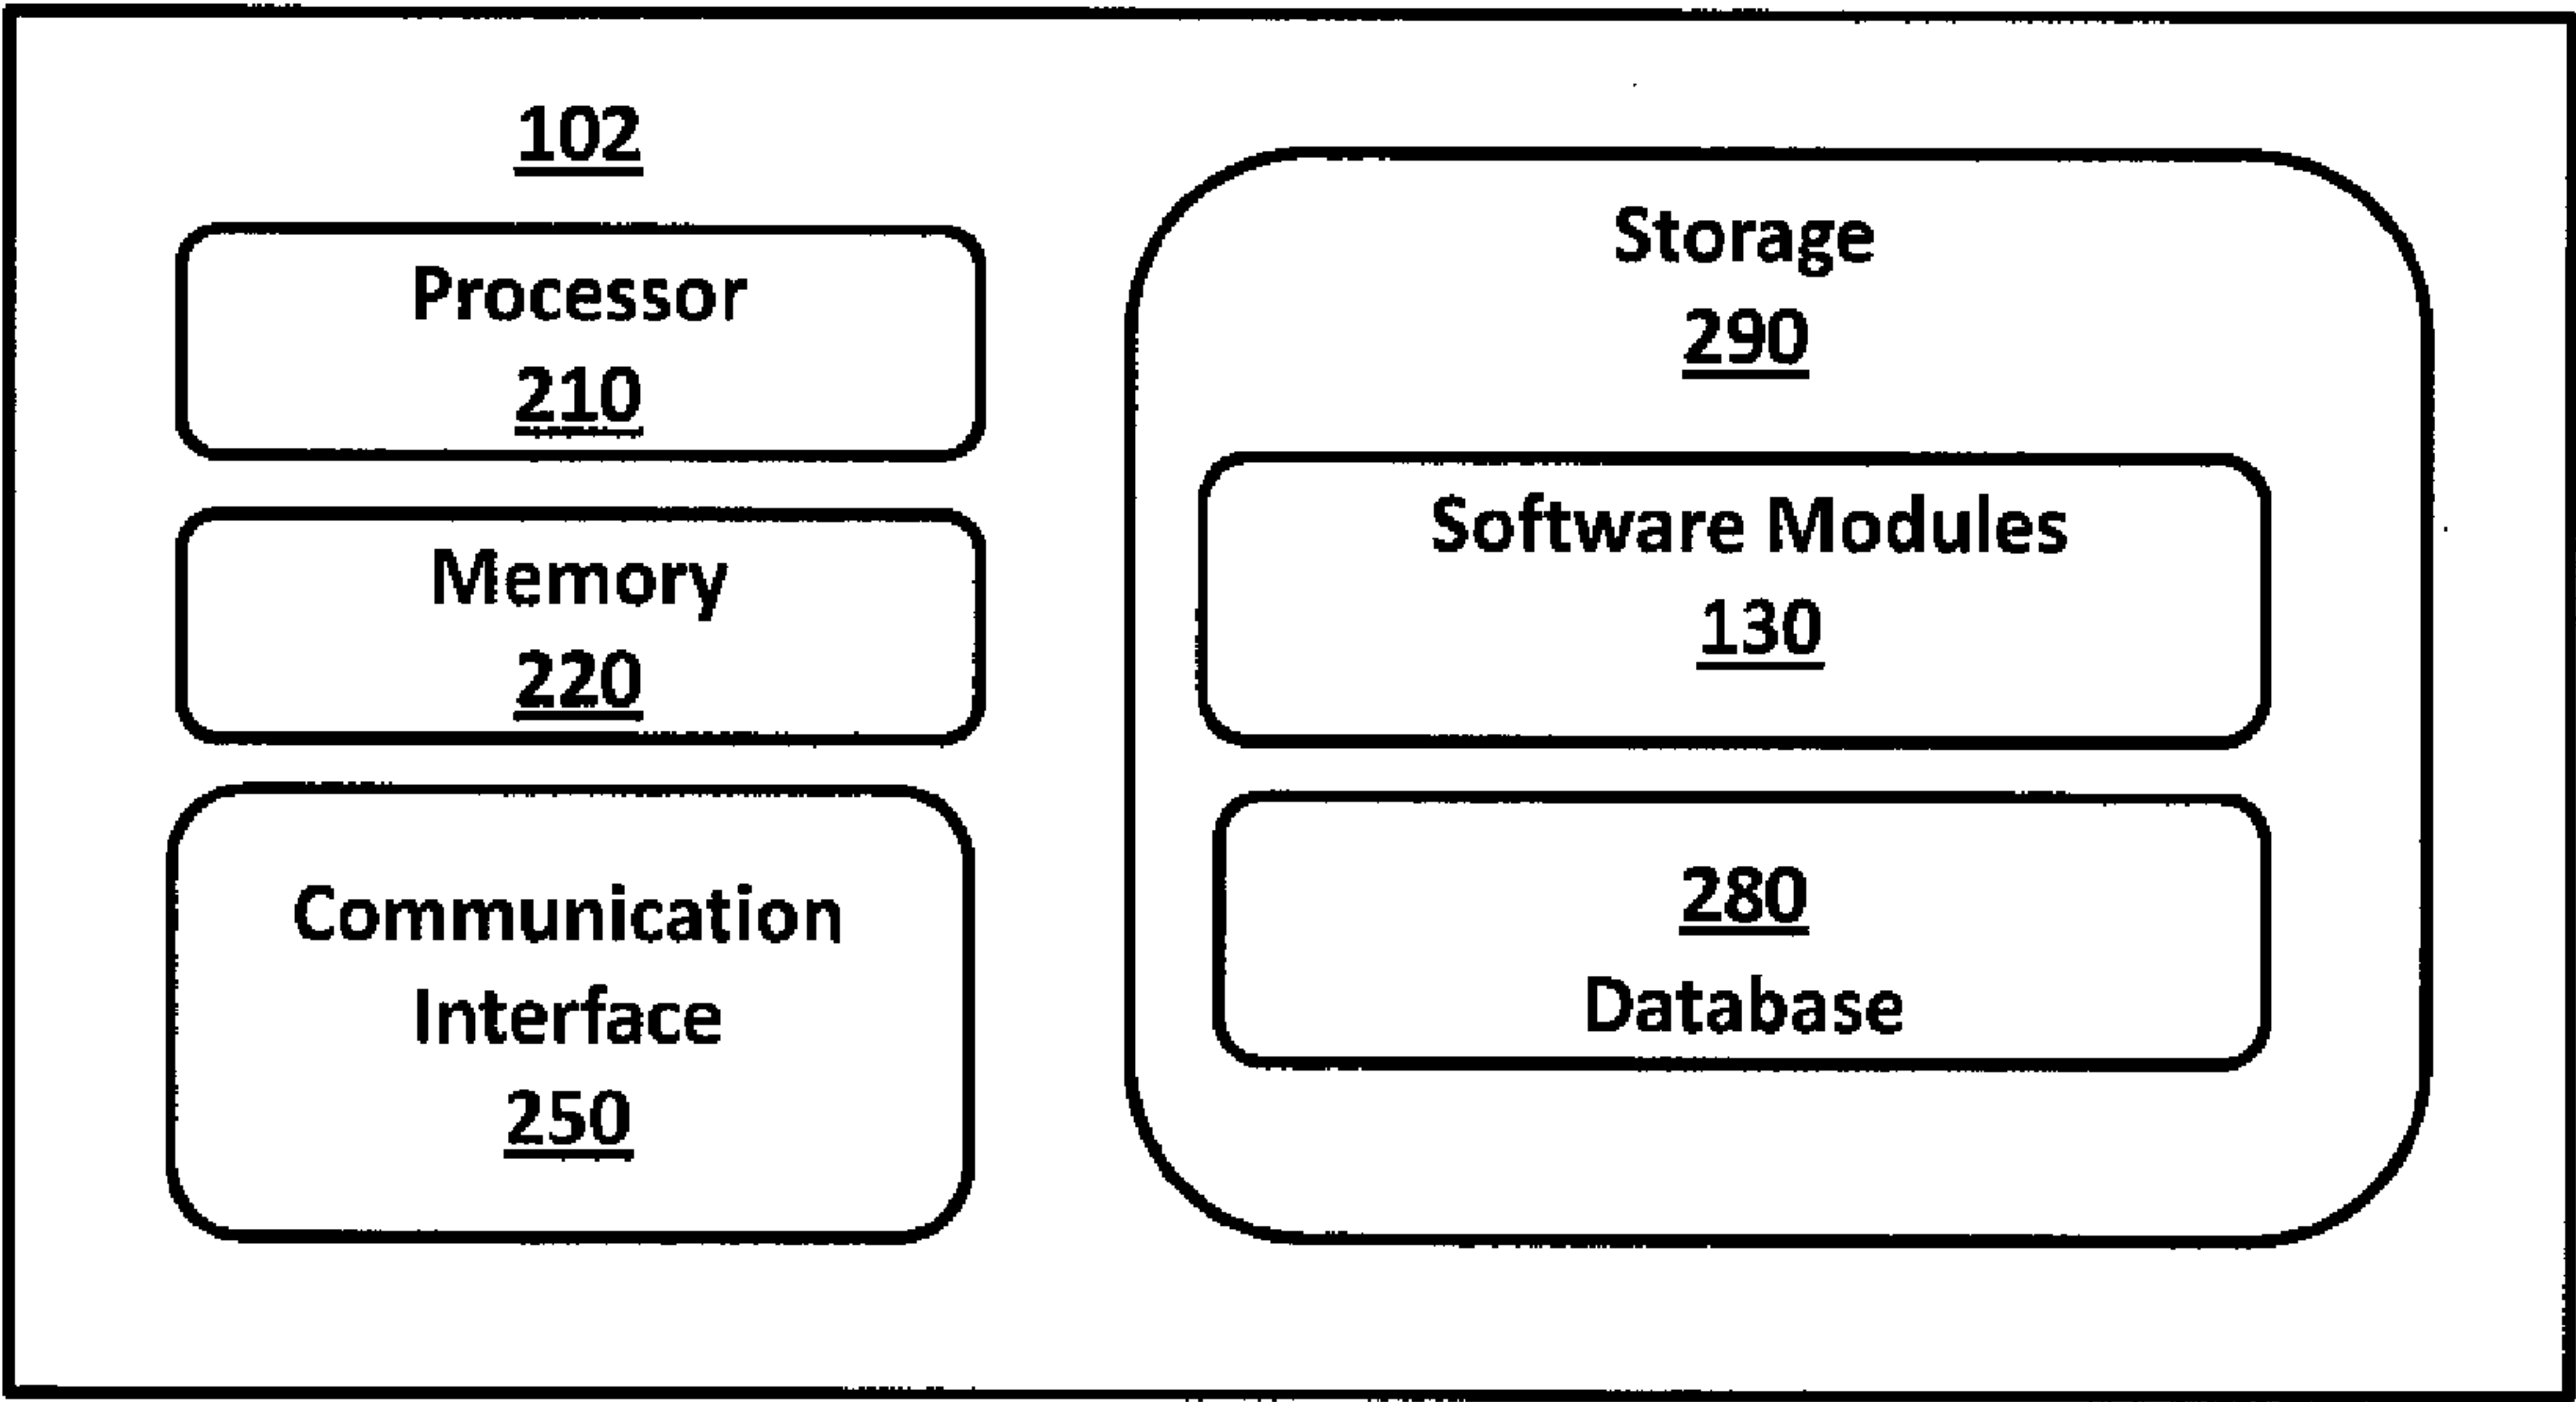 102
Processor
210
Memory
220
Communication
Interface
250
Storage
290
Software Modules
130
280
Database